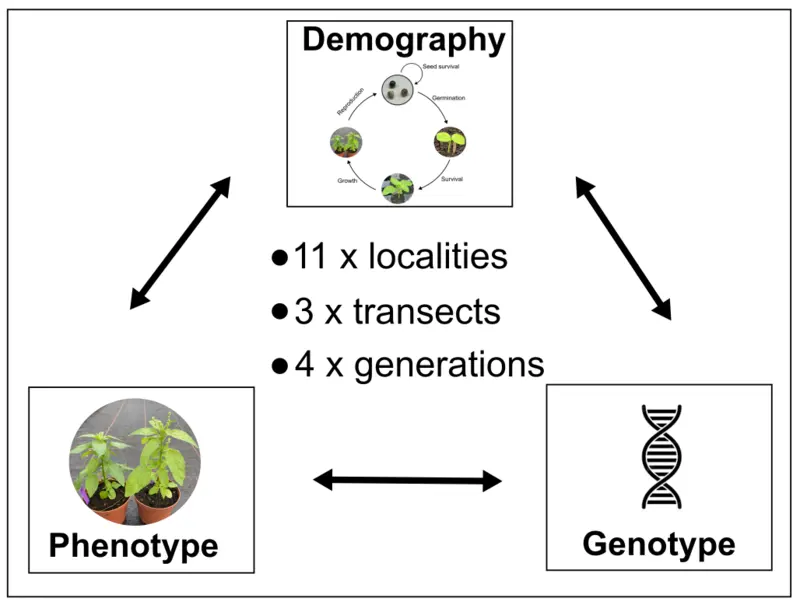 Demography
Seed survival
Reproduction
Germination
Growth
Survival
●11 x localities
●3 x transects
●4 x generations
Phenotype
Genotype